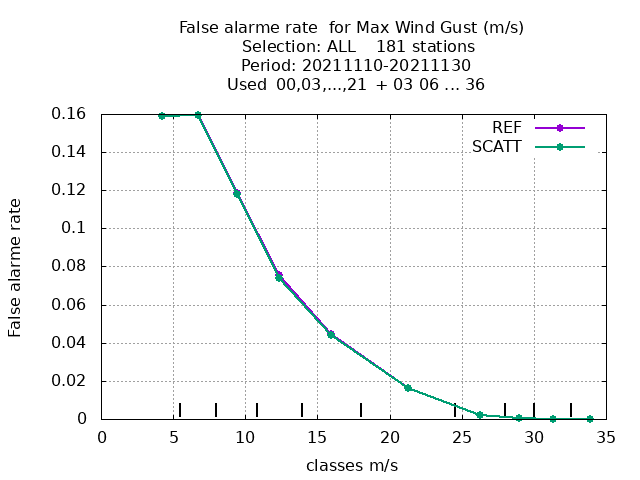 False alarme rate  for Max Wind Gust (m/s)
Selection: ALL    181 stations
Period: 20211110-20211130
Used  00,03,...,21  + 03 06 ... 36
REF
SCATT
False alarme rate
0.16
0.14
0.12
0.1
0.08
0.06
0.04
0.02
0
0 5 10 15 20 25 30 35
classes m/s